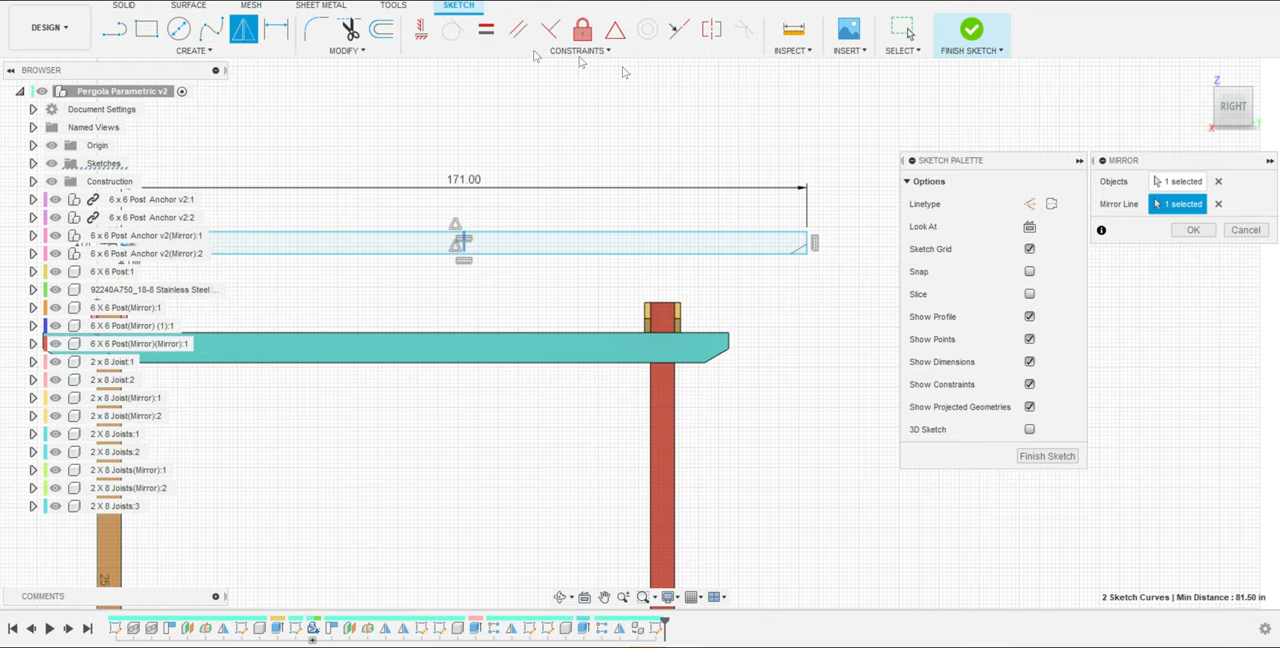 SOLID SURFACE MESH SHEET METAL TOOLS SKETCH
DESIGN
CREATE MODIFY CONSTRAINTS INSPECT INSERT SELECT FINISH SKETCH
BROWSER
Pergola Parametric v2
Document Settings
Named Views
Origin
Sketches
Construction
6 x 6 Post Anchor v2:1
6 x 6 Post Anchor v2:2
6 x 6 Post Anchor v2(Mirror):1
6 x 6 Post Anchor v2(Mirror):2
6 X 6 Post:1
92240A750_18-8 Stainless Steel ...
6 X 6 Post(Mirror):1
6 X 6 Post(Mirror) (1):1
6 X 6 Post(Mirror)(Mirror):1
2 x 8 Joist:1
2 x 8 Joist:2
2 x 8 Joist(Mirror):1
2 x 8 Joist(Mirror):2
2 X 8 Joists:1
2 X 8 Joists:2
2 X 8 Joists(Mirror):1
2 X 8 Joists(Mirror):2
2 X 8 Joists:3
171.00
25
Z
RIGHT
X
SKETCH PALETTE
Options
Linetype
Look At
Sketch Grid
Snap
Slice
Show Profile
Show Points
Show Dimensions
Show Constraints
Show Projected Geometries
3D Sketch
Finish Sketch
MIRROR
Objects 1 selected
Mirror Line 1 selected
OK Cancel
COMMENTS
2 Sketch Curves | Min Distance : 81.50 in